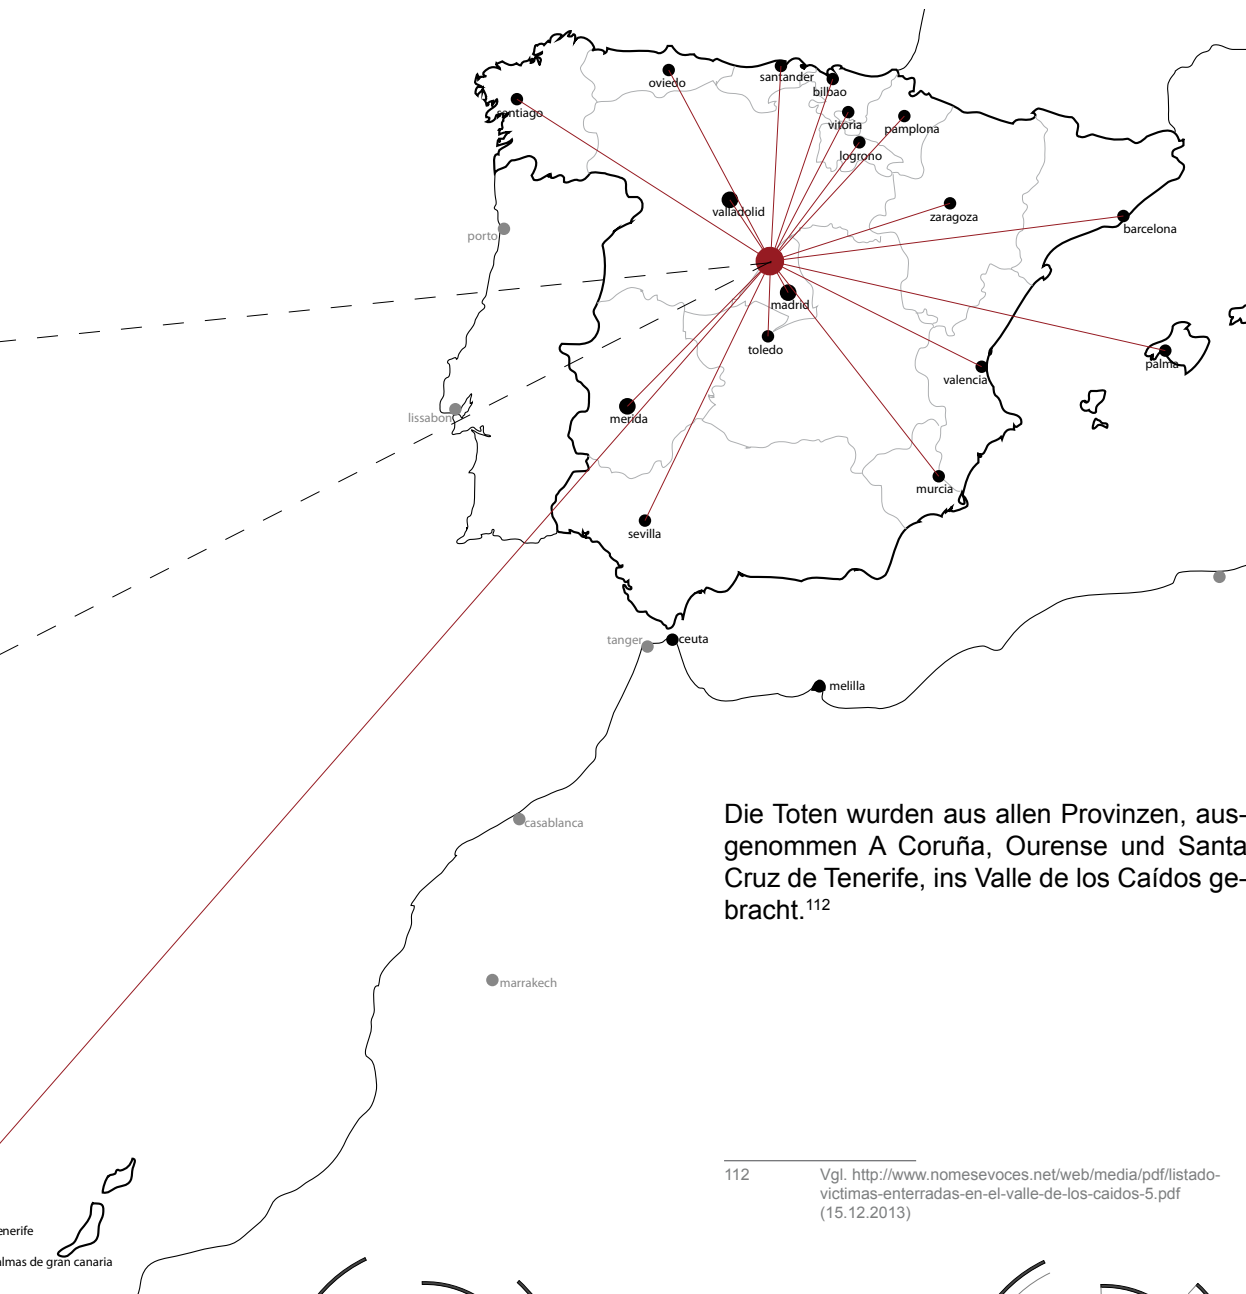 oviedo
santander
bilbao
santiago
vitoria
pamplona
logrono
valladolid
zaragoza
barcelona
porto
madrid
toledo
palma
valencia
lissabon
merida
murcia
sevilla
tanger
ceuta
melilla
casablanca
Die Toten wurden aus allen Provinzen, aus-
genommen A Coruña, Ourense und Santa
Cruz de Tenerife, ins Valle de los Caídos ge-
bracht.112
marrakech
112 Vgl. http://www.nomesevoces.net/web/media/pdf/listado-
victimas-enterradas-en-el-valle-de-los-caidos-5.pdf
(15.12.2013)
enerife
almas de gran canaria